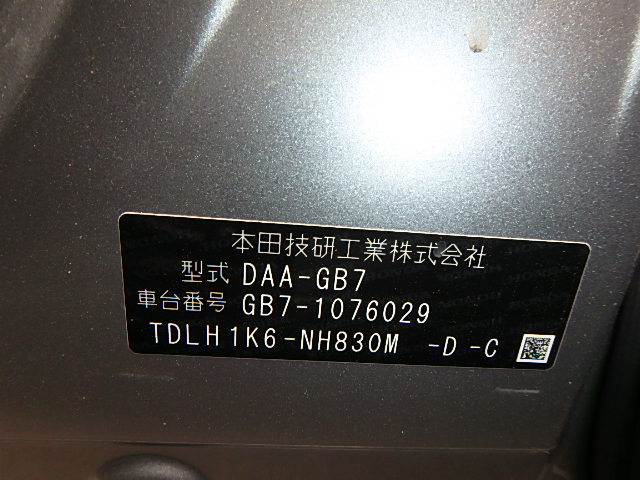 本田技研工業株式会社
型式 DAA-GB7
車台番号 GB7-1076029
TDLH1K6-NH830M -D -C